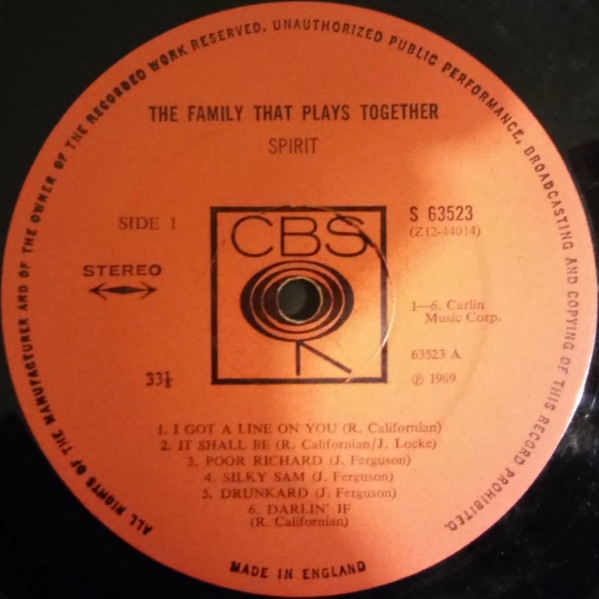 ALL RIGHTS OF THE MANUFACTURER AND OF THE OWNER OF THE RECORDED WORK RESERVED. UNAUTHORIZED PUBLIC PERFORMANCE, BROADCASTING AND COPYING OF THIS RECORD PROHIBITED.
THE FAMILY THAT PLAYS TOGETHER
SPIRIT
SIDE 1
STEREO
33⅓
CBS
S 63523
(Z12-44014)
1—6. Carlin
Music Corp.
63523 A
℗ 1969
1. I GOT A LINE ON YOU (R. Californian)
2. IT SHALL BE (R. Californian/J. Locke)
3. POOR RICHARD (J. Ferguson)
4. SILKY SAM (J. Ferguson)
5. DRUNKARD (J. Ferguson)
6. DARLIN' IF
(R. Californian)
MADE IN ENGLAND